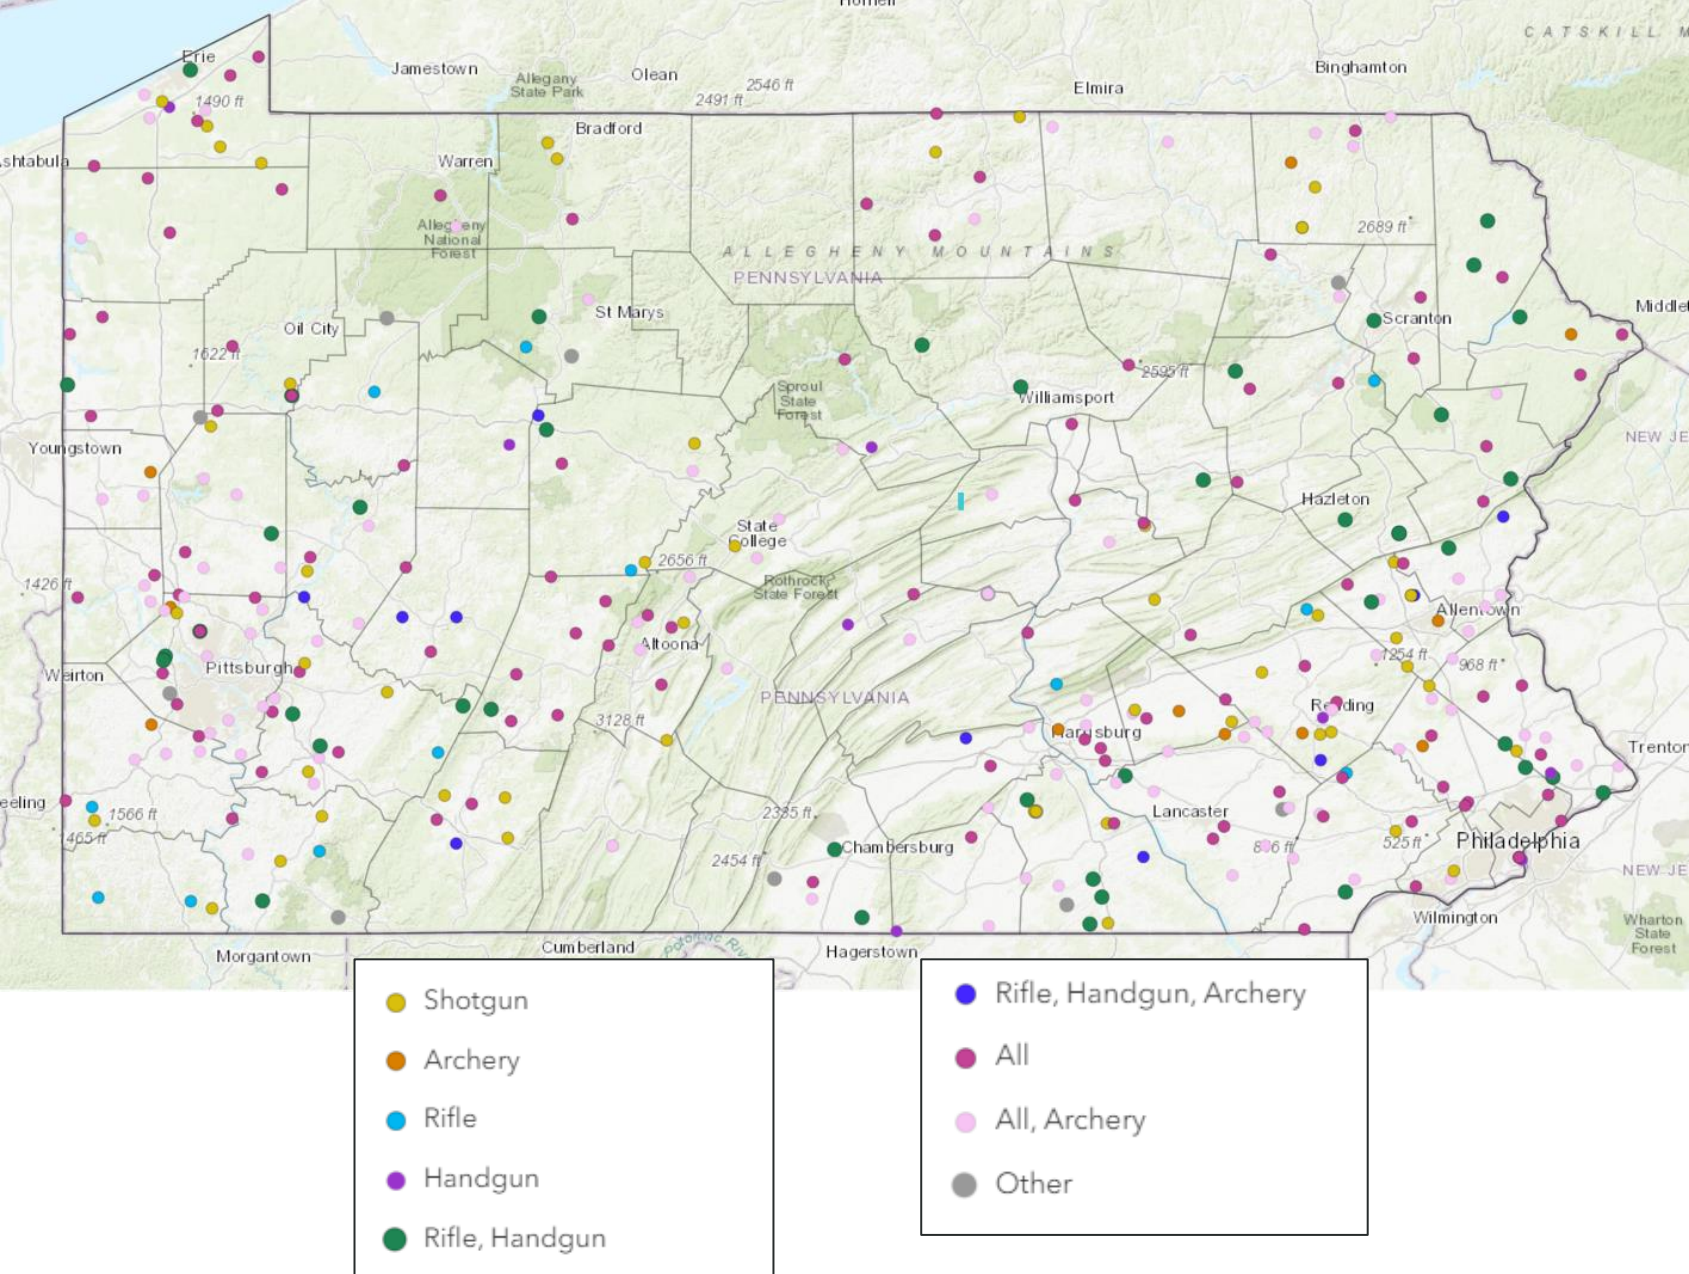 Hornell
CATSKILL M
Erie
Jamestown
Allegany
State Park
Olean
2546 ft
2491 ft
Elmira
Binghamton
1490 ft
Bradford
shtabula
Warren
Allegheny
National
Forest
2689 ft
ALLEGHENY MOUNTAINS
PENNSYLVANIA
Oil City
St Marys
Scranton
Middlet
1622 ft
2595 ft
Sproul
State
Forest
Williamsport
Youngstown
NEW JE
Hazleton
State
College
2656 ft
Rothrock
State Forest
1426 ft
Allentown
Altoona
Pittsburgh
Weirton
1254 ft
968 ft
PENNSYLVANIA
Reading
3128 ft
Harrisburg
Trenton
eeling
1566 ft
1465 ft
2335 ft
Lancaster
Philadelphia
525 ft
Chambersburg
2454 ft
NEW JE
Wilmington
Wharton
State
Forest
Morgantown
Cumberland
Potomac Rive
Hagerstown
Shotgun
Archery
Rifle
Handgun
Rifle, Handgun
Rifle, Handgun, Archery
All
All, Archery
Other